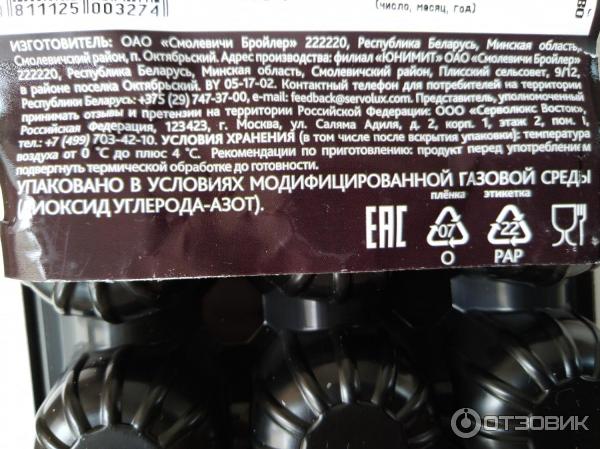 8 811125 003274
(число, месяц, год)
ИЗГОТОВИТЕЛЬ: ОАО «Смолевичи Бройлер» 222220, Республика Беларусь, Минская область,
Смолевичский район, п. Октябрьский. Адрес производства: филиал «ЮНИМИТ» ОАО «Смолевичи Бройлер»
222220, Республика Беларусь, Минская область, Смолевичский район, Плисский сельсовет, 9/12,
в районе поселка Октябрьский. BY 05-17-02. Контактный телефон для потребителей на территории
Республики Беларусь: +375 (29) 747-37-00, e-mail: feedback@servolux.com. Представитель, уполномоченный
принимать отзывы и претензии на территории Российской Федерации: ООО «Серволюкс Восток»
Российская Федерация, 123423, г. Москва, ул. Саляма Адиля, д. 2, корп. 1, этаж 2, пом. 1,
тел.: +7 (499) 703-42-10. УСЛОВИЯ ХРАНЕНИЯ (в том числе после вскрытия упаковки): температура
воздуха от 0 °С до плюс 4 °С. Рекомендации по приготовлению: продукт перед употреблением
подвергнуть термической обработке до готовности.
УПАКОВАНО В УСЛОВИЯХ МОДИФИЦИРОВАННОЙ ГАЗОВОЙ СРЕДЫ
(ДИОКСИД УГЛЕРОДА-АЗОТ).
плёнка этикетка
EAC 07 22
O PAP
ОТЗОВИК